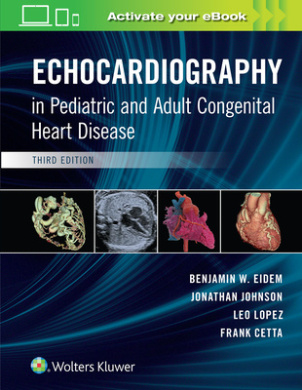 Activate your eBook
ECHOCARDIOGRAPHY
in Pediatric and Adult Congenital
Heart Disease
THIRD EDITION
BENJAMIN W. EIDEM
JONATHAN JOHNSON
LEO LOPEZ
FRANK CETTA
Wolters Kluwer